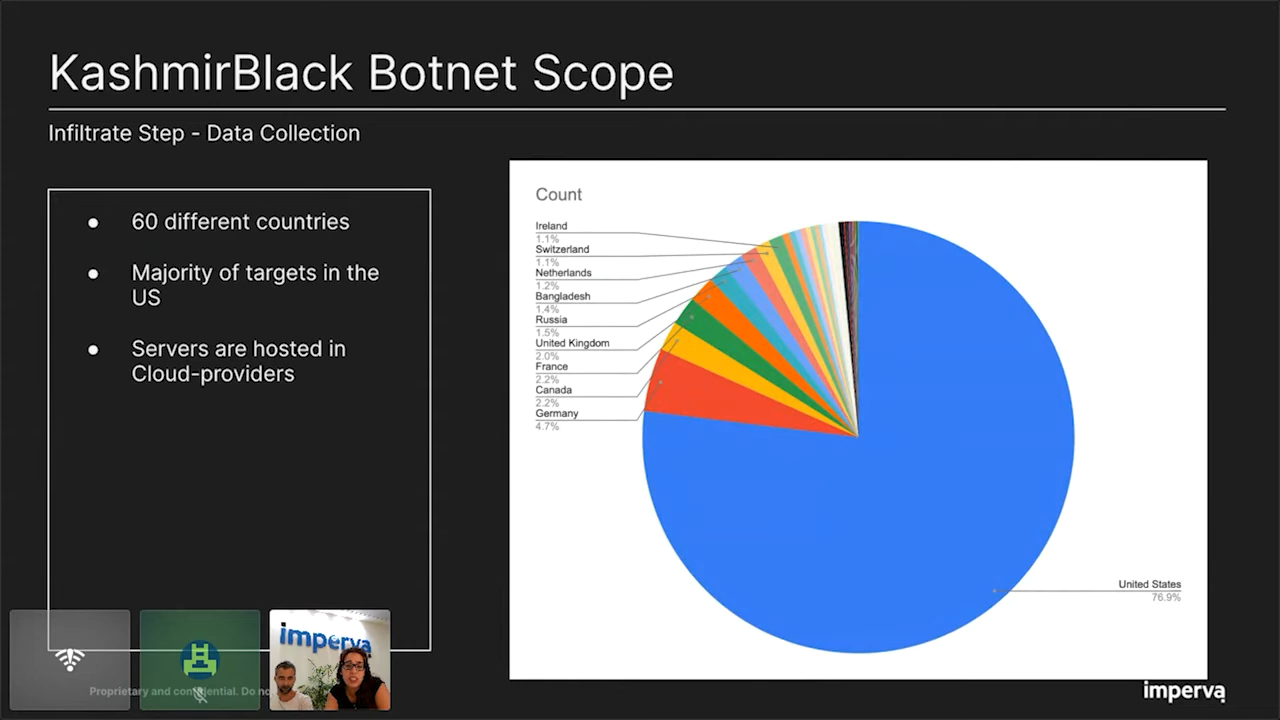 KashmirBlack Botnet Scope
Infiltrate Step - Data Collection
● 60 different countries
● Majority of targets in the
US
● Servers are hosted in
Cloud-providers
Count
Ireland
1.1%
Switzerland
1.1%
Netherlands
1.2%
Bangladesh
1.4%
Russia
1.5%
United Kingdom
2.0%
France
2.2%
Canada
2.2%
Germany
4.7%
United States
76.9%
imperva
Proprietary and confidential. Do
imperva